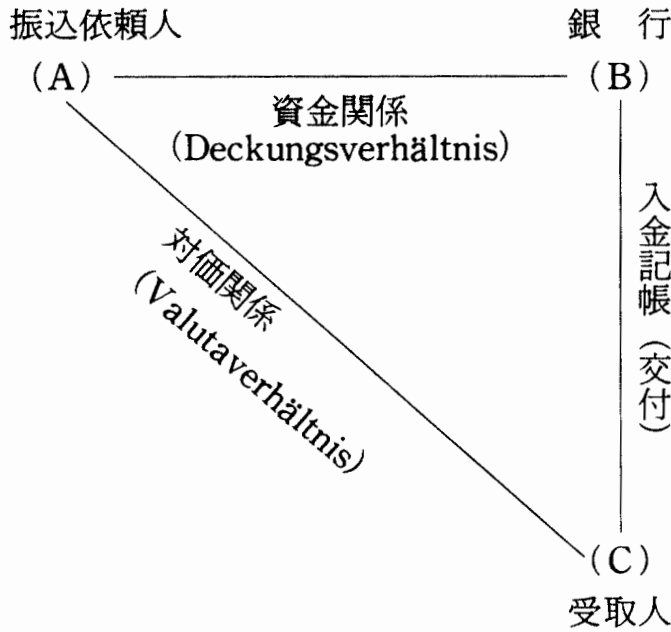 振込依頼人
銀 行
(A)
(B)
資金関係
(Deckungsverhältnis)
対価関係
(Valutaverhältnis)
入金記帳(交付)
(C)
受取人